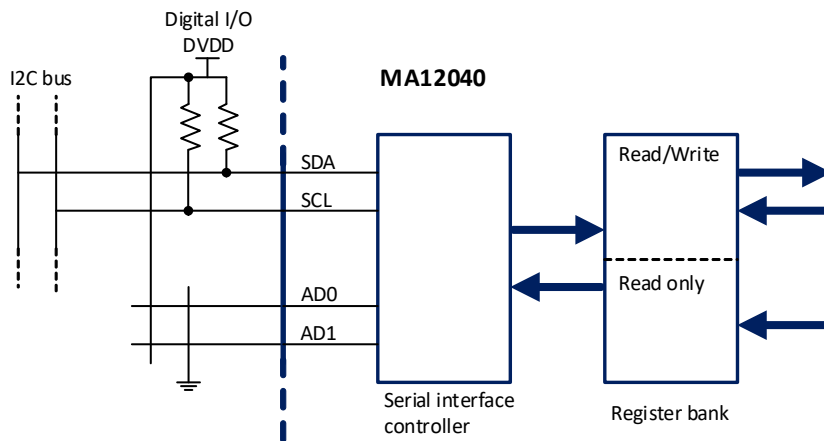 Digital I/O
DVDD
I2C bus
MA12040
SDA
Read/Write
SCL
Read only
AD0
AD1
Serial interface
controller
Register bank